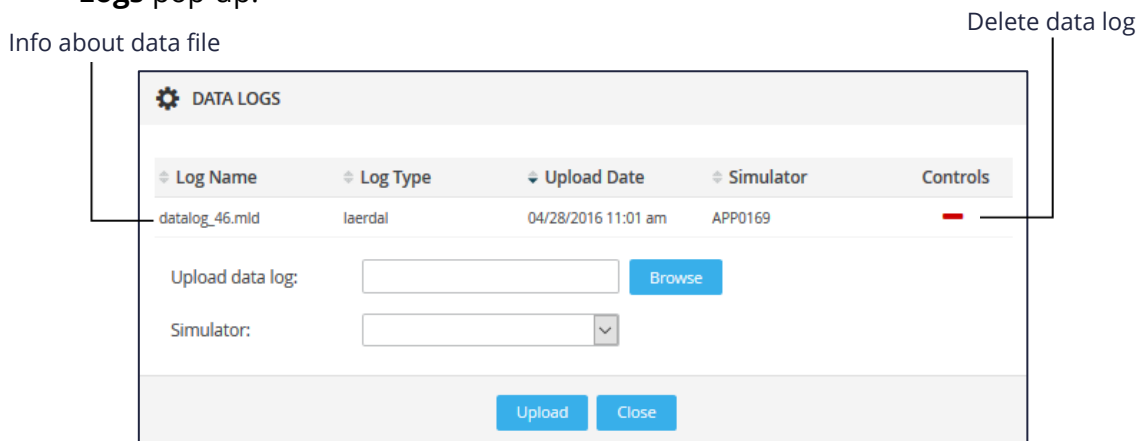 Logs pop-up.
Delete data log
Info about data file
DATA LOGS
Log Name Log Type Upload Date Simulator Controls
datalog_46.mld laerdal 04/28/2016 11:01 am APP0169
Upload data log: Browse
Simulator:
Upload Close